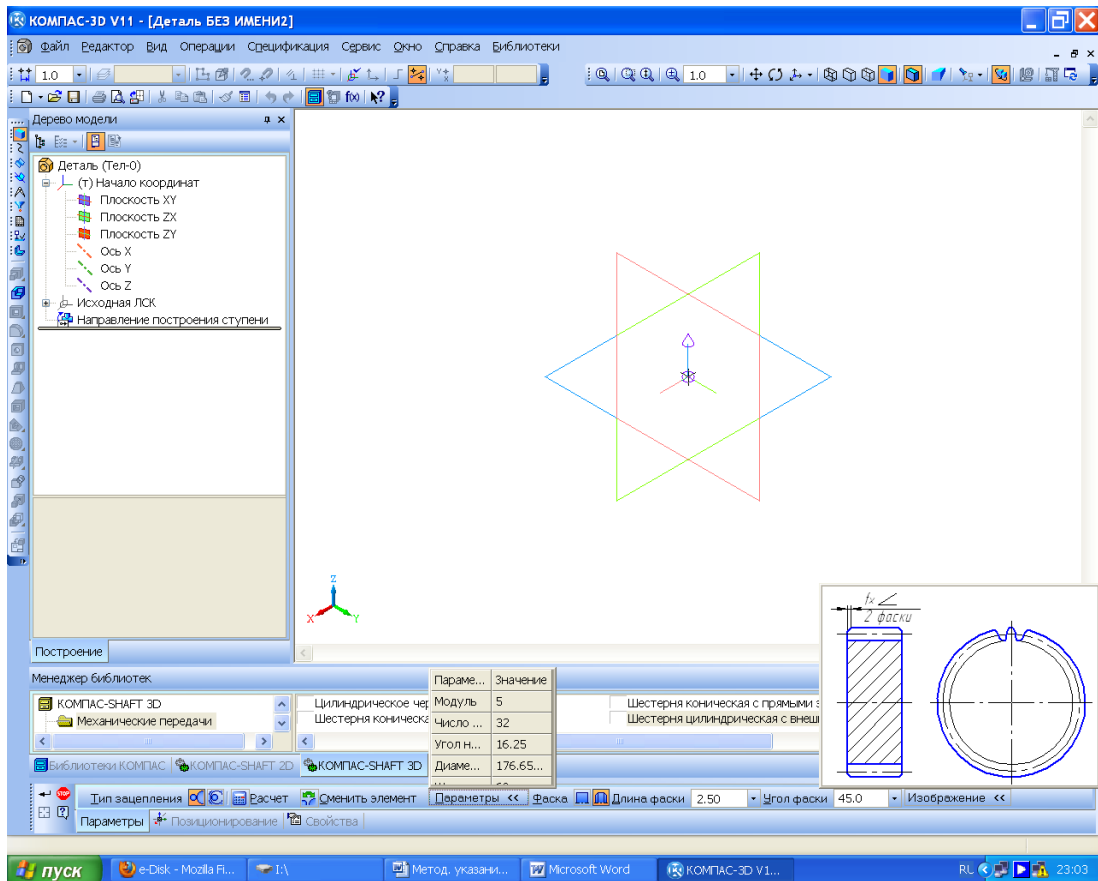 КОМПАС-3D V11 - [Деталь БЕЗ ИМЕНИ2]
Файл Редактор Вид Операции Спецификация Сервис Окно Справка Библиотеки
1.0 1.0
f(x)
Дерево модели
Деталь (Тел-0)
(т) Начало координат
Плоскость XY
Плоскость ZX
Плоскость ZY
Ось X
Ось Y
Ось Z
Исходная ЛСК
Направление построения ступени
Z
X Y
fx
2 фаски
Построение
Менеджер библиотек
КОМПАС-SHAFT 3D
Механические передачи
Цилиндрическое чер
Шестерня коническа
Шестерня коническая с прямыми з
Шестерня цилиндрическая с внеш
Параме... Значение
Модуль 5
Число ... 32
Угол н... 16.25
Диаме... 176.65...
Библиотеки КОМПАС КОМПАС-SHAFT 2D КОМПАС-SHAFT 3D
Тип зацепления Расчет Сменить элемент Параметры << Фаска Длина фаски 2.50 Угол фаски 45.0 Изображение <<
Параметры Позиционирование Свойства
пуск e-Disk - Mozilla Fi... I:\ Метод. указани... Microsoft Word КОМПАС-3D V1... RL 23:03